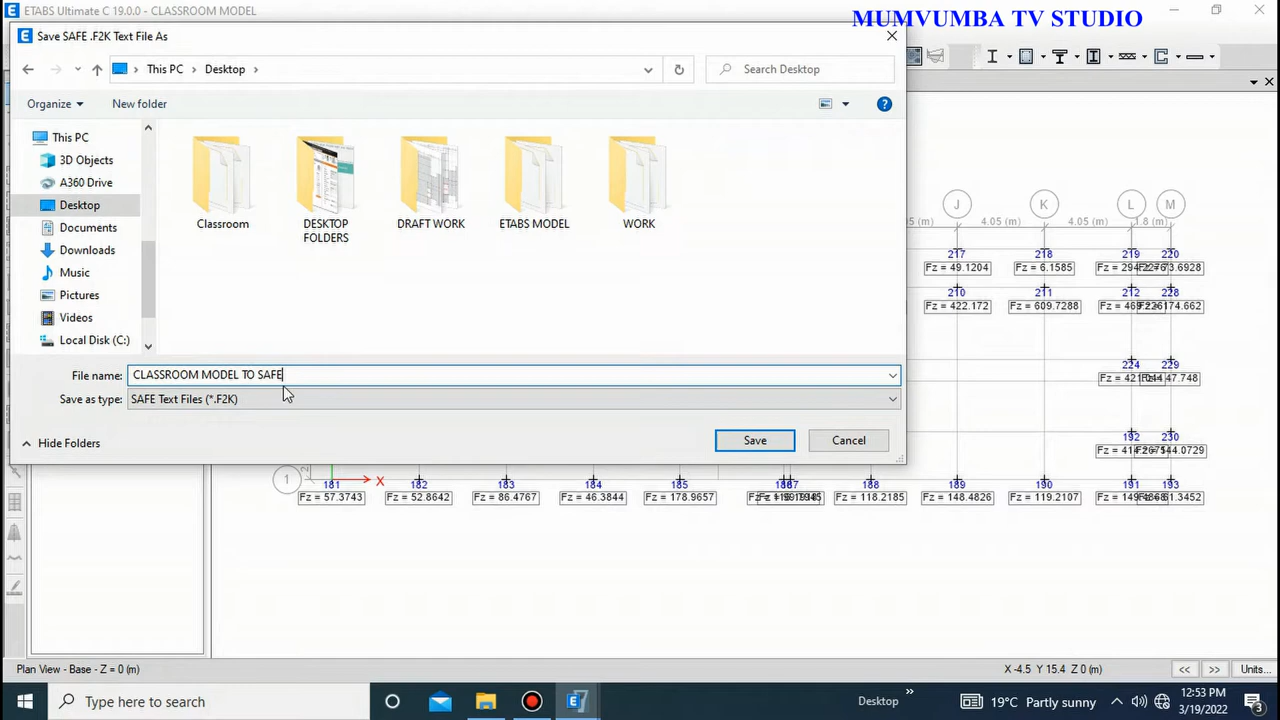 ETABS Ultimate C 19.0.0 - CLASSROOM MODEL
MUMVUMBA TV STUDIO
Save SAFE .F2K Text File As
This PC
Desktop
Search Desktop
Organize
New folder
This PC
3D Objects
A360 Drive
Desktop
Documents
Downloads
Music
Pictures
Videos
Local Disk (C:)
Classroom
DESKTOP FOLDERS
DRAFT WORK
ETABS MODEL
WORK
File name:
CLASSROOM MODEL TO SAFE
Save as type:
SAFE Text Files (*.F2K)
Hide Folders
Save
Cancel
J
K
L
M
4.05 (m)
4.05 (m)
1.8 (m)
217
218
219
220
Fz = 49.1204
Fz = 6.1585
210
211
212
228
Fz = 422.172
Fz = 609.7288
224
229
192
230
1
X
181
182
183
184
185
188
189
190
191
193
Fz = 57.3743
Fz = 52.8642
Fz = 86.4767
Fz = 46.3844
Fz = 178.9657
Fz = 118.2185
Fz = 148.4826
Fz = 119.2107
Plan View - Base - Z = 0 (m)
X -4.5 Y 15.4 Z 0 (m)
<<
>>
Units...
Type here to search
Desktop
19°C Partly sunny
12:53 PM
3/19/2022
3